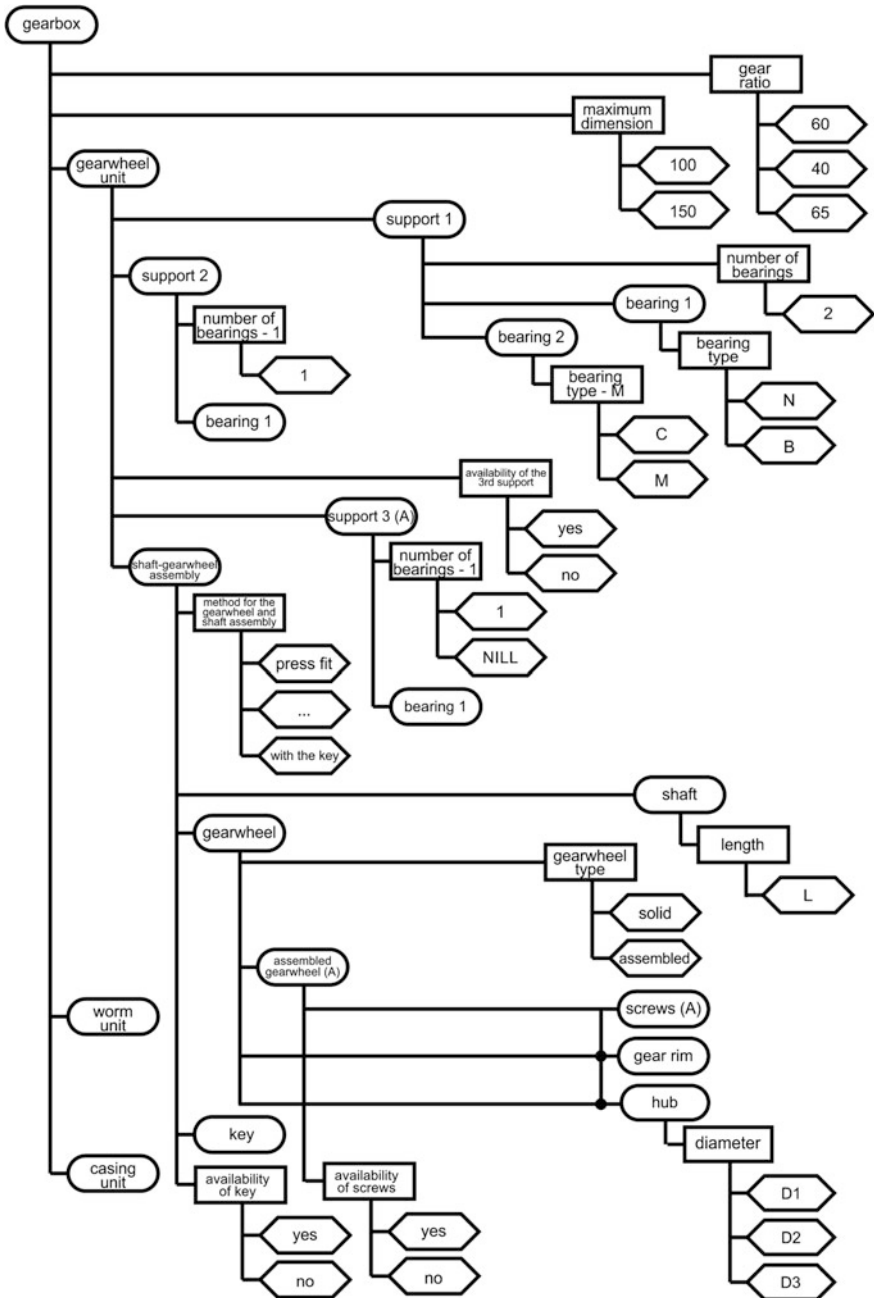 gearbox
gear
ratio
60
40
65
maximum
dimension
100
150
gearwheel
unit
support 1
number of
bearings
2
bearing 1
bearing
type
N
B
bearing 2
bearing
type - M
C
M
support 2
number of
bearings - 1
1
bearing 1
availability of the
3rd support
yes
no
support 3 (A)
number of
bearings - 1
1
NILL
bearing 1
shaft-gearwheel
assembly
method for the
gearwheel and
shaft assembly
press fit
...
with the key
shaft
length
L
gearwheel
gearwheel
type
solid
assembled
assembled
gearwheel (A)
screws (A)
gear rim
hub
diameter
D1
D2
D3
worm
unit
key
casing
unit
availability
of key
yes
no
availability
of screws
yes
no